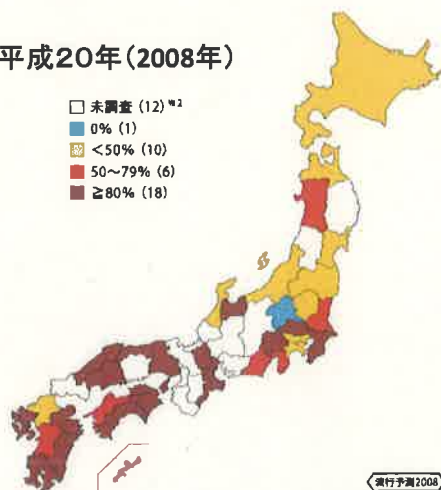 平成20年(2008年)
未調査 (12) ※2
0% (1)
<50% (10)
50～79% (6)
≧80% (18)
流行予測2008